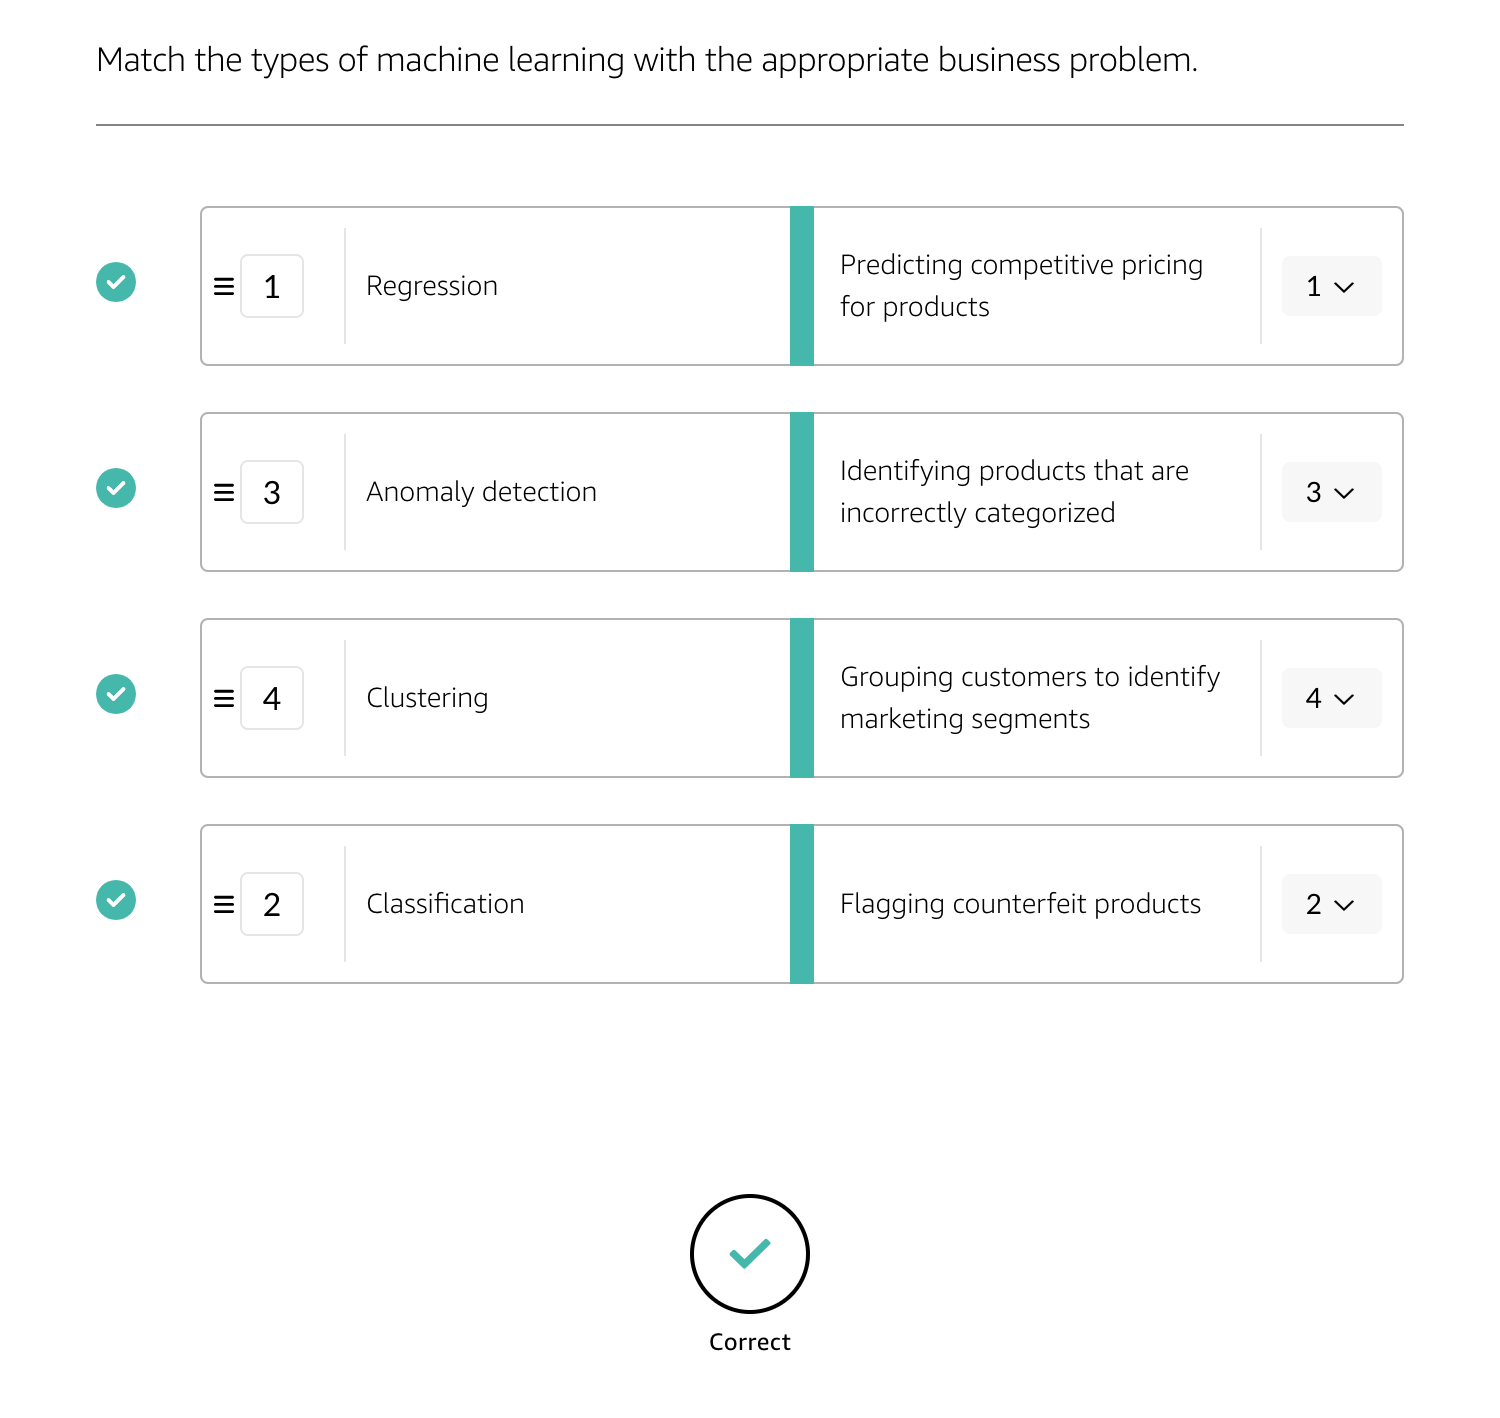 Match the types of machine learning with the appropriate business problem.
1
Regression
Predicting competitive pricing
for products
1
3
Anomaly detection
Identifying products that are
incorrectly categorized
3
4
Clustering
Grouping customers to identify
marketing segments
4
2
Classification
Flagging counterfeit products
2
Correct